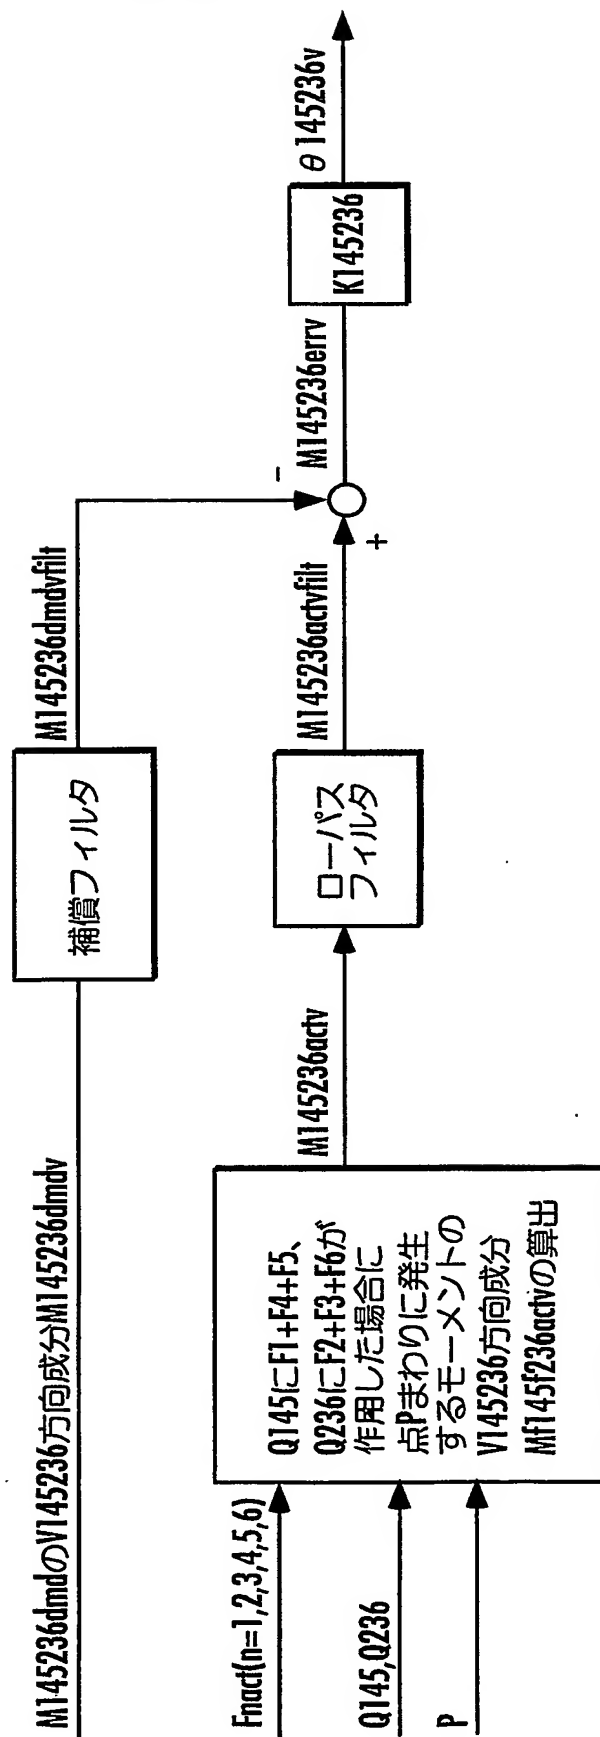 M145236dmdのV145236方向成分M145236dmdv
補償フィルタ
M145236dmdvfilt
Fnact(n=1,2,3,4,5,6)
Q145,Q236
P
Q145にF1+F4+F5、
Q236にF2+F3+F6が
作用した場合に
点Pまわりに発生
するモーメントの
V145236方向成分
Mf145f236actvの算出
M145236actv
ローパス
フィルタ
M145236actvfilt
+
-
M145236errv
K145236
θ145236v